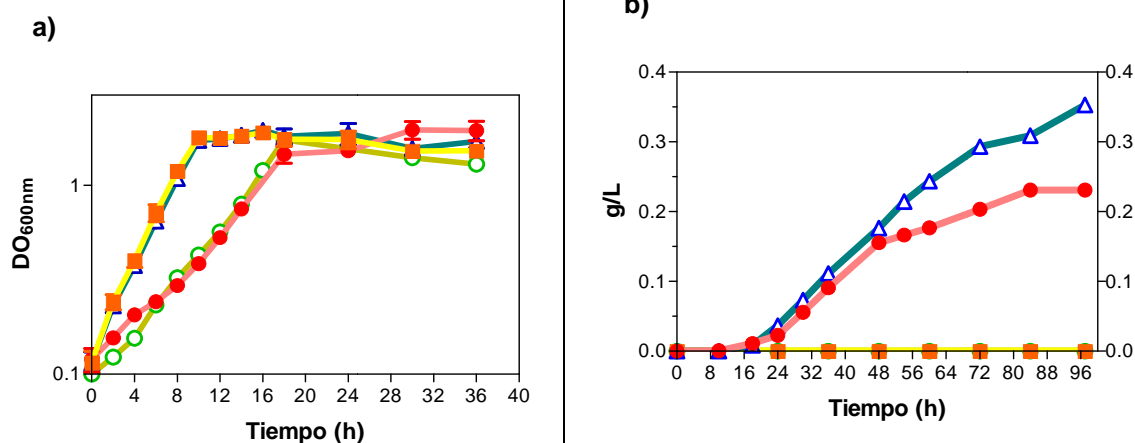 a)
DO600nm
1
0.1
0 4 8 12 16 20 24 28 32 36 40
Tiempo (h)
b)
g/L
0.4 0.4
0.3 0.3
0.2 0.2
0.1 0.1
0.0 0.0
0 8 16 24 32 40 48 56 64 72 80 88 96
Tiempo (h)